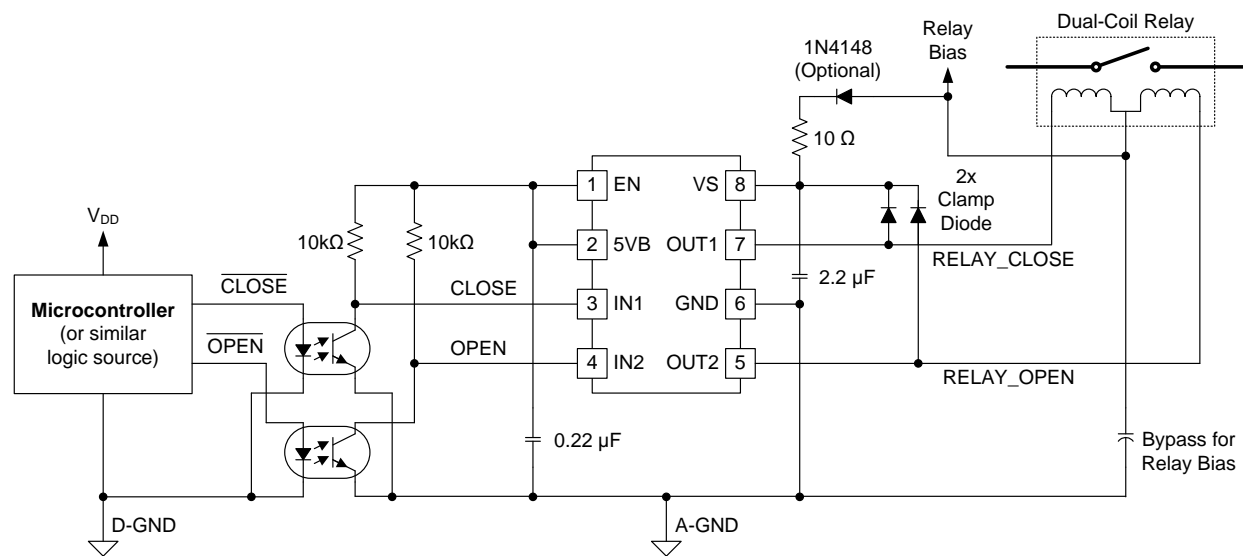 Relay
Bias
Dual-Coil Relay
1N4148
(Optional)
10 Ω
1
EN
VS
8
2x
Clamp
Diode
V_DD
10kΩ
10kΩ
2
5VB
OUT1
7
RELAY_CLOSE
CLOSE
CLOSE
2.2 µF
Microcontroller
(or similar
logic source)
3
IN1
GND
6
OPEN
OPEN
4
IN2
OUT2
5
RELAY_OPEN
0.22 µF
Bypass for
Relay Bias
D-GND
A-GND